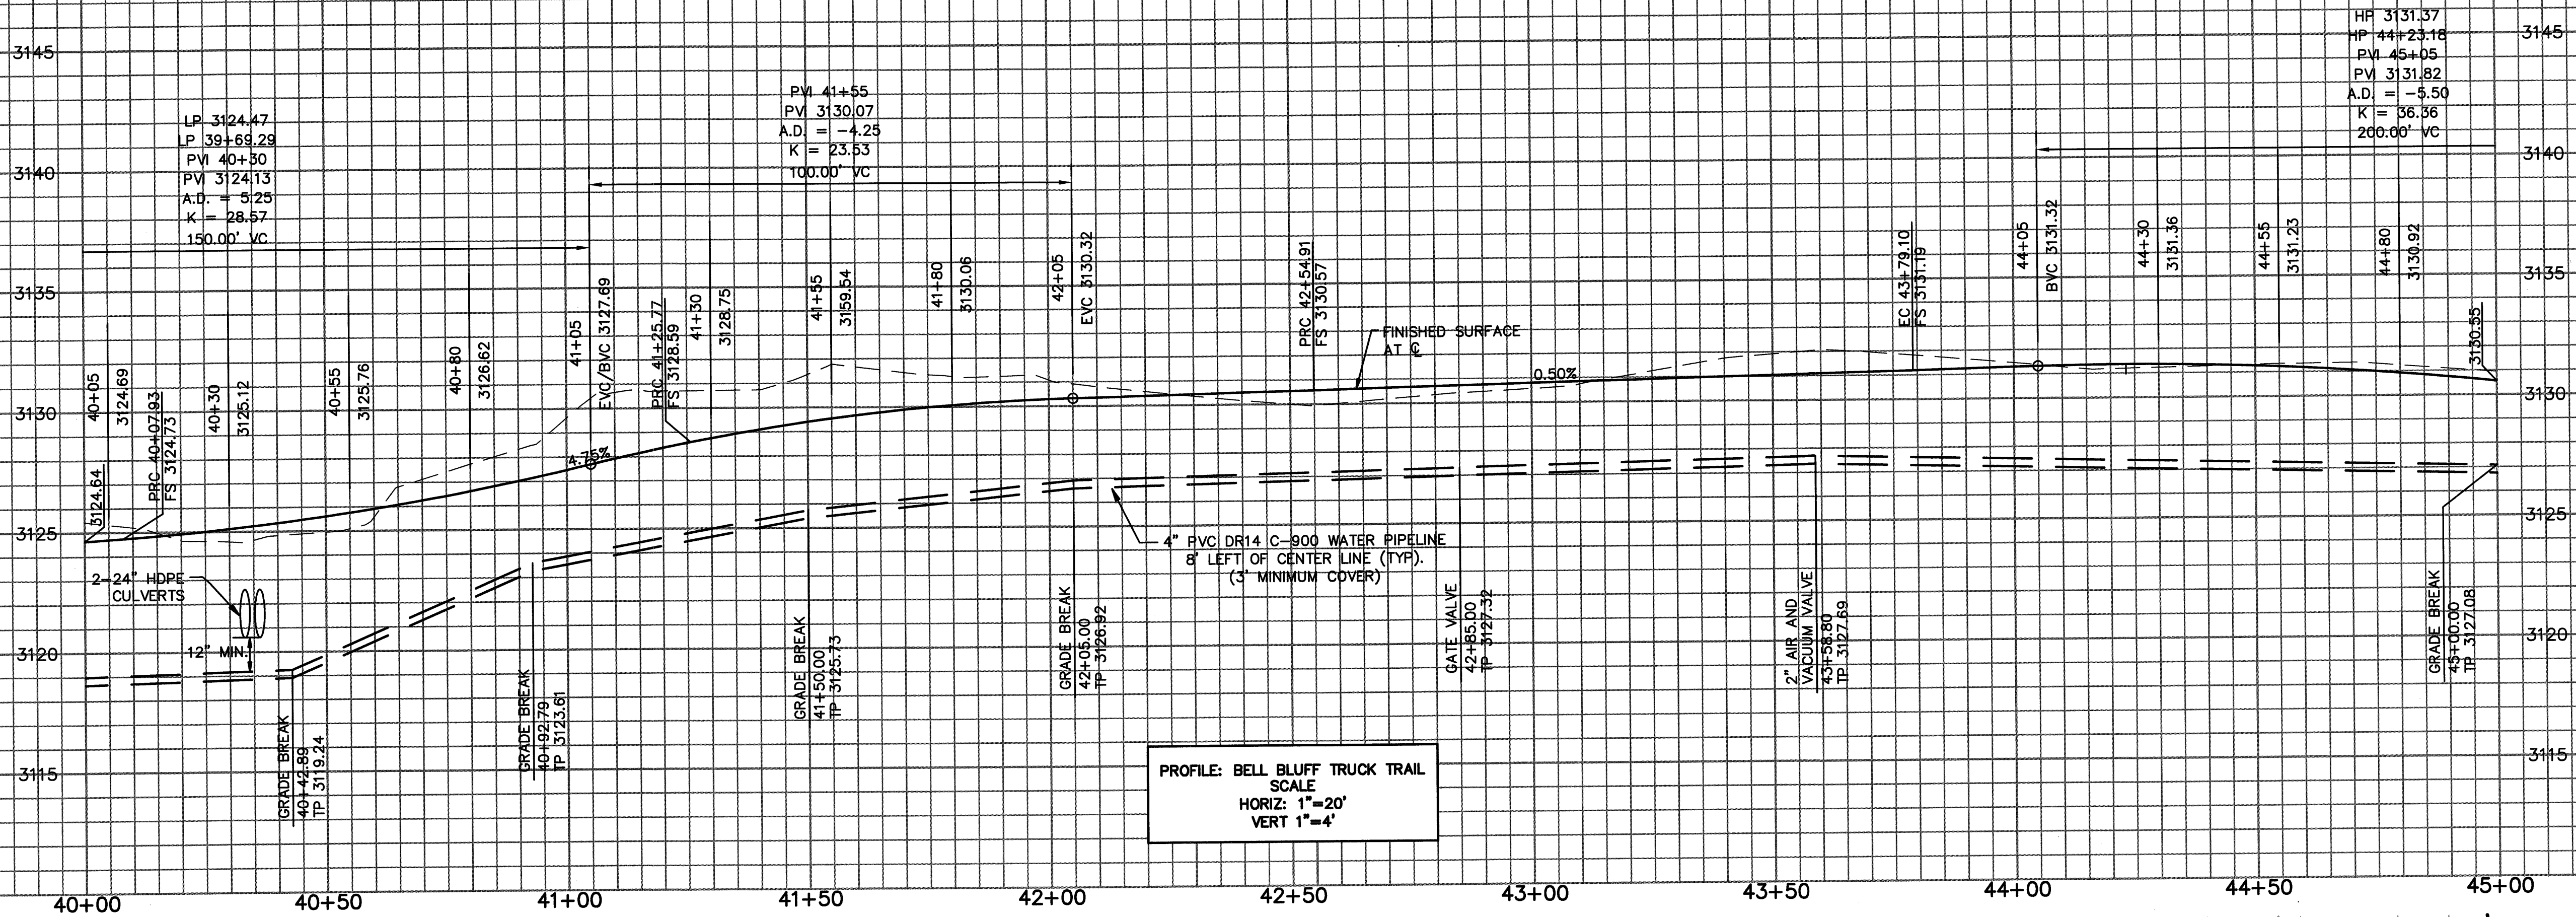 3145
3140
3135
3130
3125
3120
3115
LP 3124.47
LP 39+69.29
PVI 40+30
PVI 3124.13
A.D. = 5.25
K = 28.57
150.00' VC
PVI 41+55
PVI 3130.07
A.D. = -4.25
K = 23.53
100.00' VC
HP 3131.37
HP 44+23.18
PVI 45+05
PVI 3131.82
A.D. = -5.50
K = 36.36
200.00' VC
3145
3140
3135
3130
3125
3120
3115
3124.64
40+05
3124.69
PRC 40+07.93
FS 3124.73
40+30
3125.12
40+55
3125.76
40+80
3126.62
41+05
EVC/BVC 3127.69
PRC 41+25.77
FS 3128.59
41+30
3128.75
41+55
3159.54
41+80
3130.06
42+05
EVC 3130.32
PRC 42+54.91
FS 3130.57
FINISHED SURFACE
AT ℄
EC 43+79.10
FS 3131.19
44+05
BVC 3131.32
44+30
3131.36
44+55
3131.23
44+80
3130.92
3130.55
4.75%
0.50%
2-24" HDPE
CULVERTS
12" MIN.
4" PVC DR14 C-900 WATER PIPELINE
8' LEFT OF CENTER LINE (TYP).
(3' MINIMUM COVER)
GRADE BREAK
40+42.89
TP 3119.24
GRADE BREAK
40+92.79
TP 3123.61
GRADE BREAK
41+50.00
TP 3125.73
GRADE BREAK
42+05.00
TP 3126.92
GATE VALVE
42+85.00
TP 3127.32
2" AIR AND
VACUUM VALVE
43+58.80
TP 3127.69
GRADE BREAK
45+00.00
TP 3127.08
PROFILE: BELL BLUFF TRUCK TRAIL
SCALE
HORIZ: 1"=20'
VERT 1"=4'
40+00
40+50
41+00
41+50
42+00
42+50
43+00
43+50
44+00
44+50
45+00